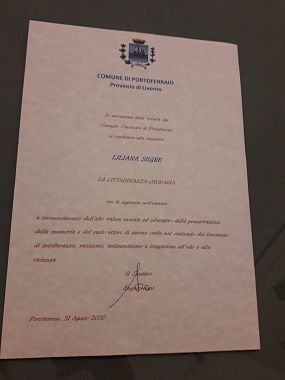 COMUNE DI PORTOFERRAIO
Provincia di Livorno
In esecuzione della volontà del
Consiglio Comunale di Portoferraio
si conferisce alla senatrice
LILIANA SEGRE
LA CITTADINANZA ONORARIA
con la seguente motivazione
a riconoscimento dell'alto valore morale ed educativo della preservazione
della memoria e del ruolo attivo di azione civile nel contrasto dei fenomeni
di intolleranza, razzismo, antisemitismo e istigazione all'odio e alla
violenza.
Il Sindaco
Angelo Zini
Portoferraio, 31 Agosto 2020